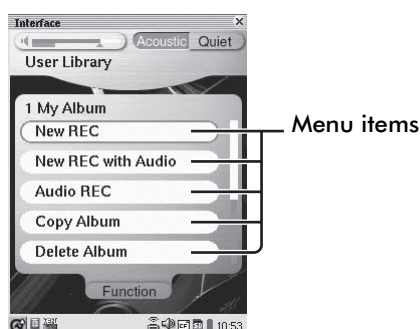 Interface ×
Acoustic Quiet
User Library
1 My Album
New REC
New REC with Audio
Audio REC
Copy Album
Delete Album
Menu items
Function
10:53